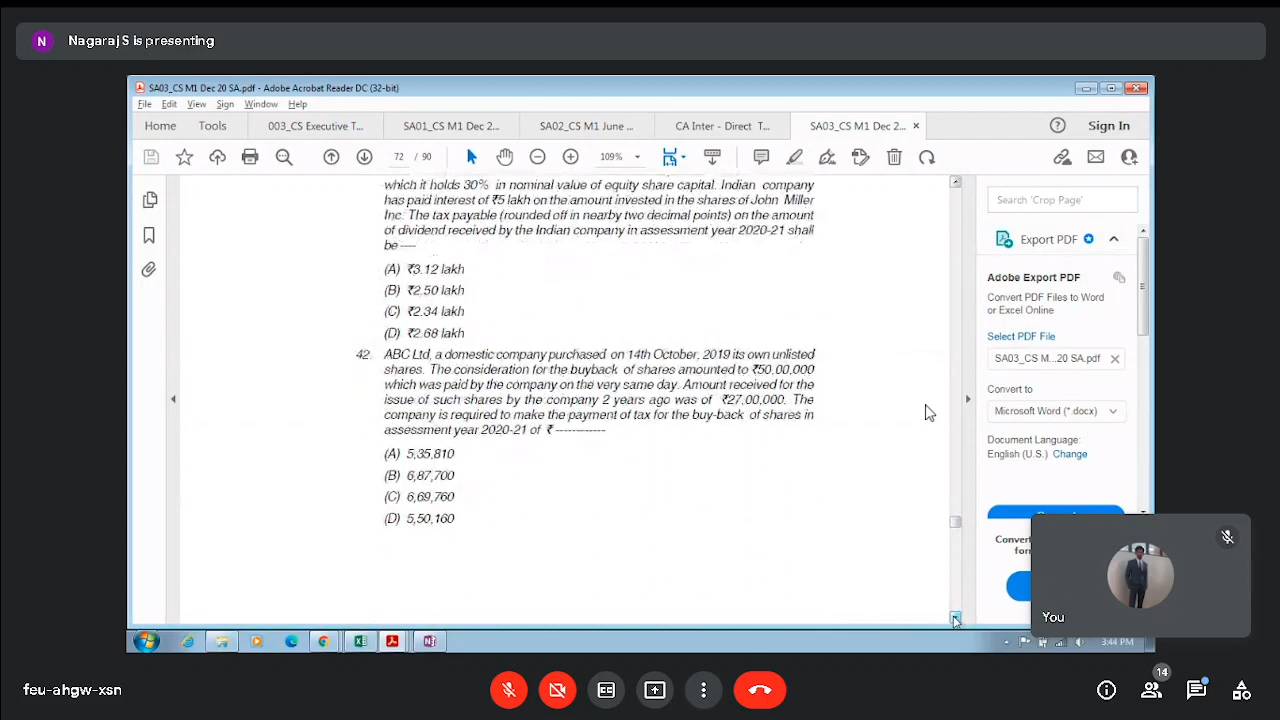 N Nagaraj S is presenting
SA03_CS M1 Dec 20 SA.pdf - Adobe Acrobat Reader DC (32-bit)
File Edit View Sign Window Help
Home Tools 003_CS Executive T... SA01_CS M1 Dec 2... SA02_CS M1 June ... CA Inter - Direct T... SA03_CS M1 Dec 2... × ? Sign In
72 / 90 109%
which it holds 30% in nominal value of equity share capital. Indian company
has paid interest of ₹5 lakh on the amount invested in the shares of John Miller
Inc. The tax payable (rounded off in nearby two decimal points) on the amount
of dividend received by the Indian company in assessment year 2020-21 shall
be ----
(A) ₹3.12 lakh
(B) ₹2.50 lakh
(C) ₹2.34 lakh
(D) ₹2.68 lakh
42. ABC Ltd, a domestic company purchased on 14th October, 2019 its own unlisted
shares. The consideration for the buyback of shares amounted to ₹50,00,000
which was paid by the company on the very same day. Amount received for the
issue of such shares by the company 2 years ago was of ₹27,00,000. The
company is required to make the payment of tax for the buy-back of shares in
assessment year 2020-21 of ₹ ------------
(A) 5,35,810
(B) 6,87,700
(C) 6,69,760
(D) 5,50,160
Search 'Crop Page'
Export PDF
Adobe Export PDF
Convert PDF Files to Word
or Excel Online
Select PDF File
SA03_CS M...20 SA.pdf ×
Convert to
Microsoft Word (*.docx)
Document Language:
English (U.S.) Change
You
3:44 PM
feu-ahgw-xsn
14